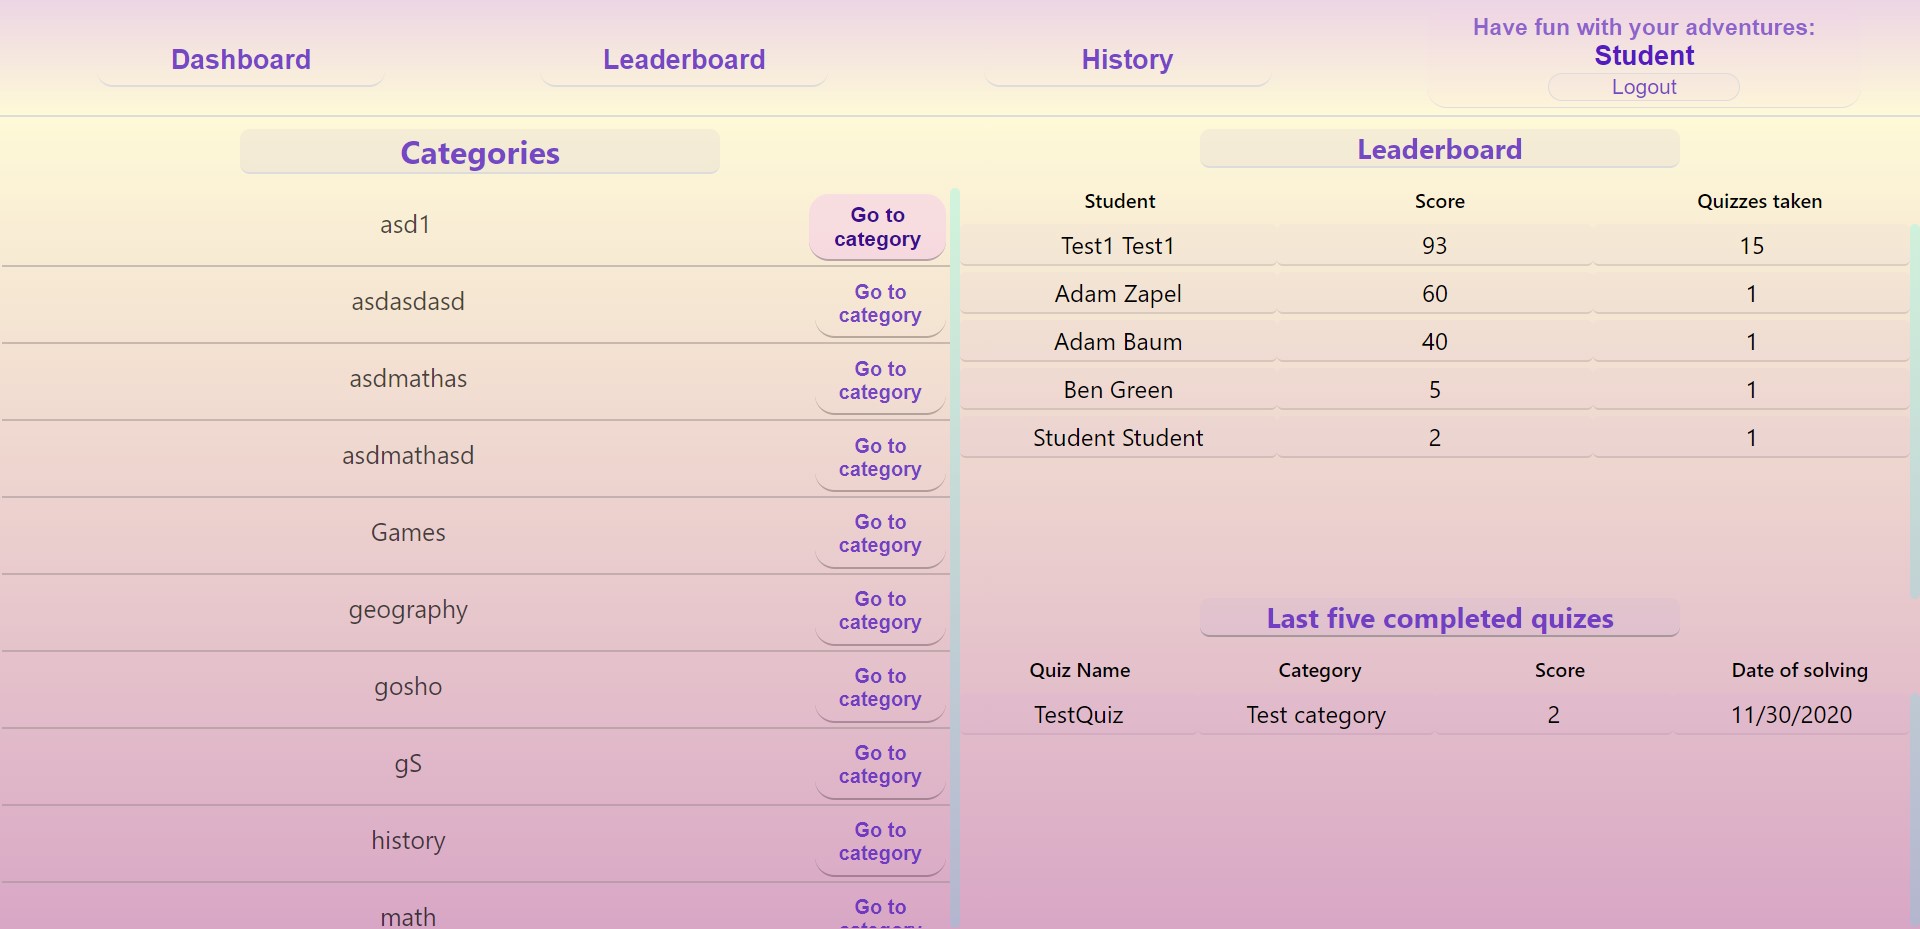 Dashboard
Leaderboard
History
Have fun with your adventures:
Student
Logout
Categories
asd1
Go to
category
asdasdasd
Go to
category
asdmathas
Go to
category
asdmathasd
Go to
category
Games
Go to
category
geography
Go to
category
gosho
Go to
category
gS
Go to
category
history
Go to
category
math
Go to
Leaderboard
Student Score Quizzes taken
Test1 Test1 93 15
Adam Zapel 60 1
Adam Baum 40 1
Ben Green 5 1
Student Student 2 1
Last five completed quizes
Quiz Name Category Score Date of solving
TestQuiz Test category 2 11/30/2020